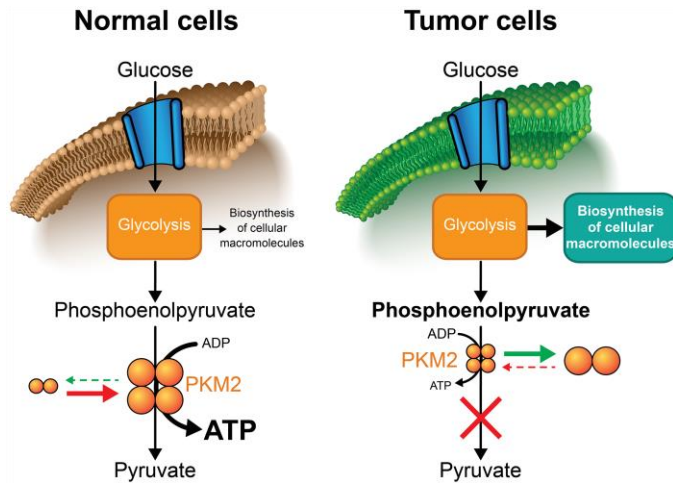 Normal cells
Glucose
Glycolysis
Biosynthesis
of cellular
macromolecules
Phosphoenolpyruvate
ADP
PKM2
ATP
Pyruvate
Tumor cells
Glucose
Glycolysis
Biosynthesis
of cellular
macromolecules
Phosphoenolpyruvate
ADP
PKM2
ATP
Pyruvate